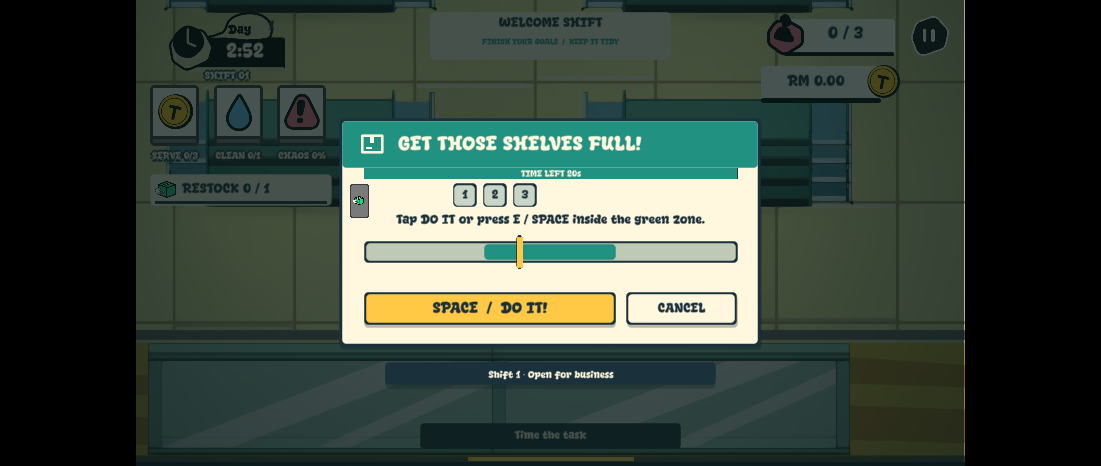 WELCOME SHIFT
FINISH YOUR GOALS / KEEP IT TIDY
Day
2:52
SHIFT 01
0 / 3
RM 0.00
T
T
SERVE 0/3
CLEAN 0/1
CHAOS 0%
RESTOCK 0 / 1
GET THOSE SHELVES FULL!
TIME LEFT 20s
1 2 3
Tap DO IT or press E / SPACE inside the green zone.
SPACE / DO IT!
CANCEL
Shift 1 · Open for business
Time the task